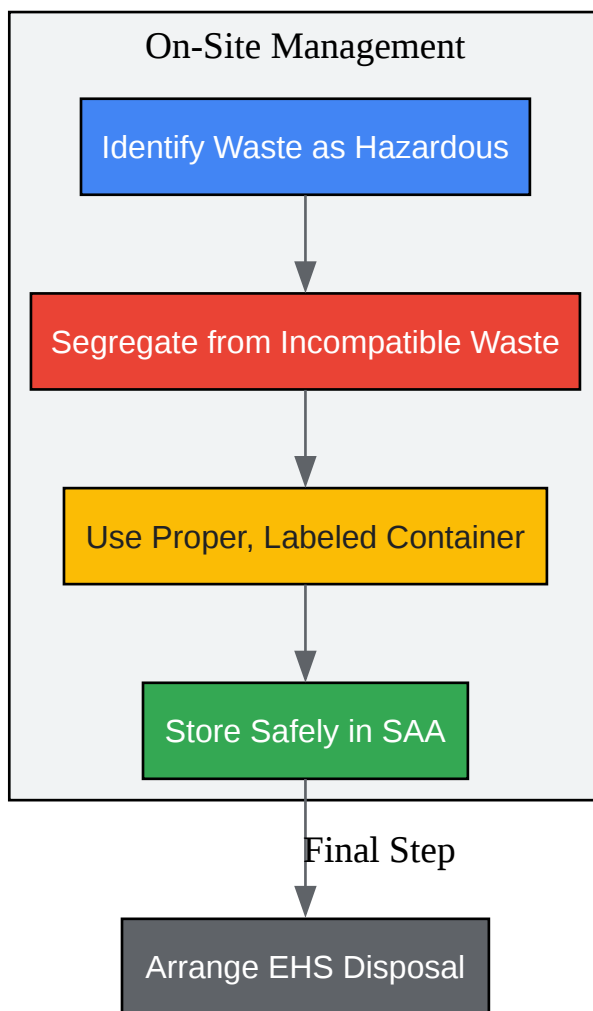 On-Site Management
Identify Waste as Hazardous
Segregate from Incompatible Waste
Use Proper, Labeled Container
Store Safely in SAA
Final Step
Arrange EHS Disposal